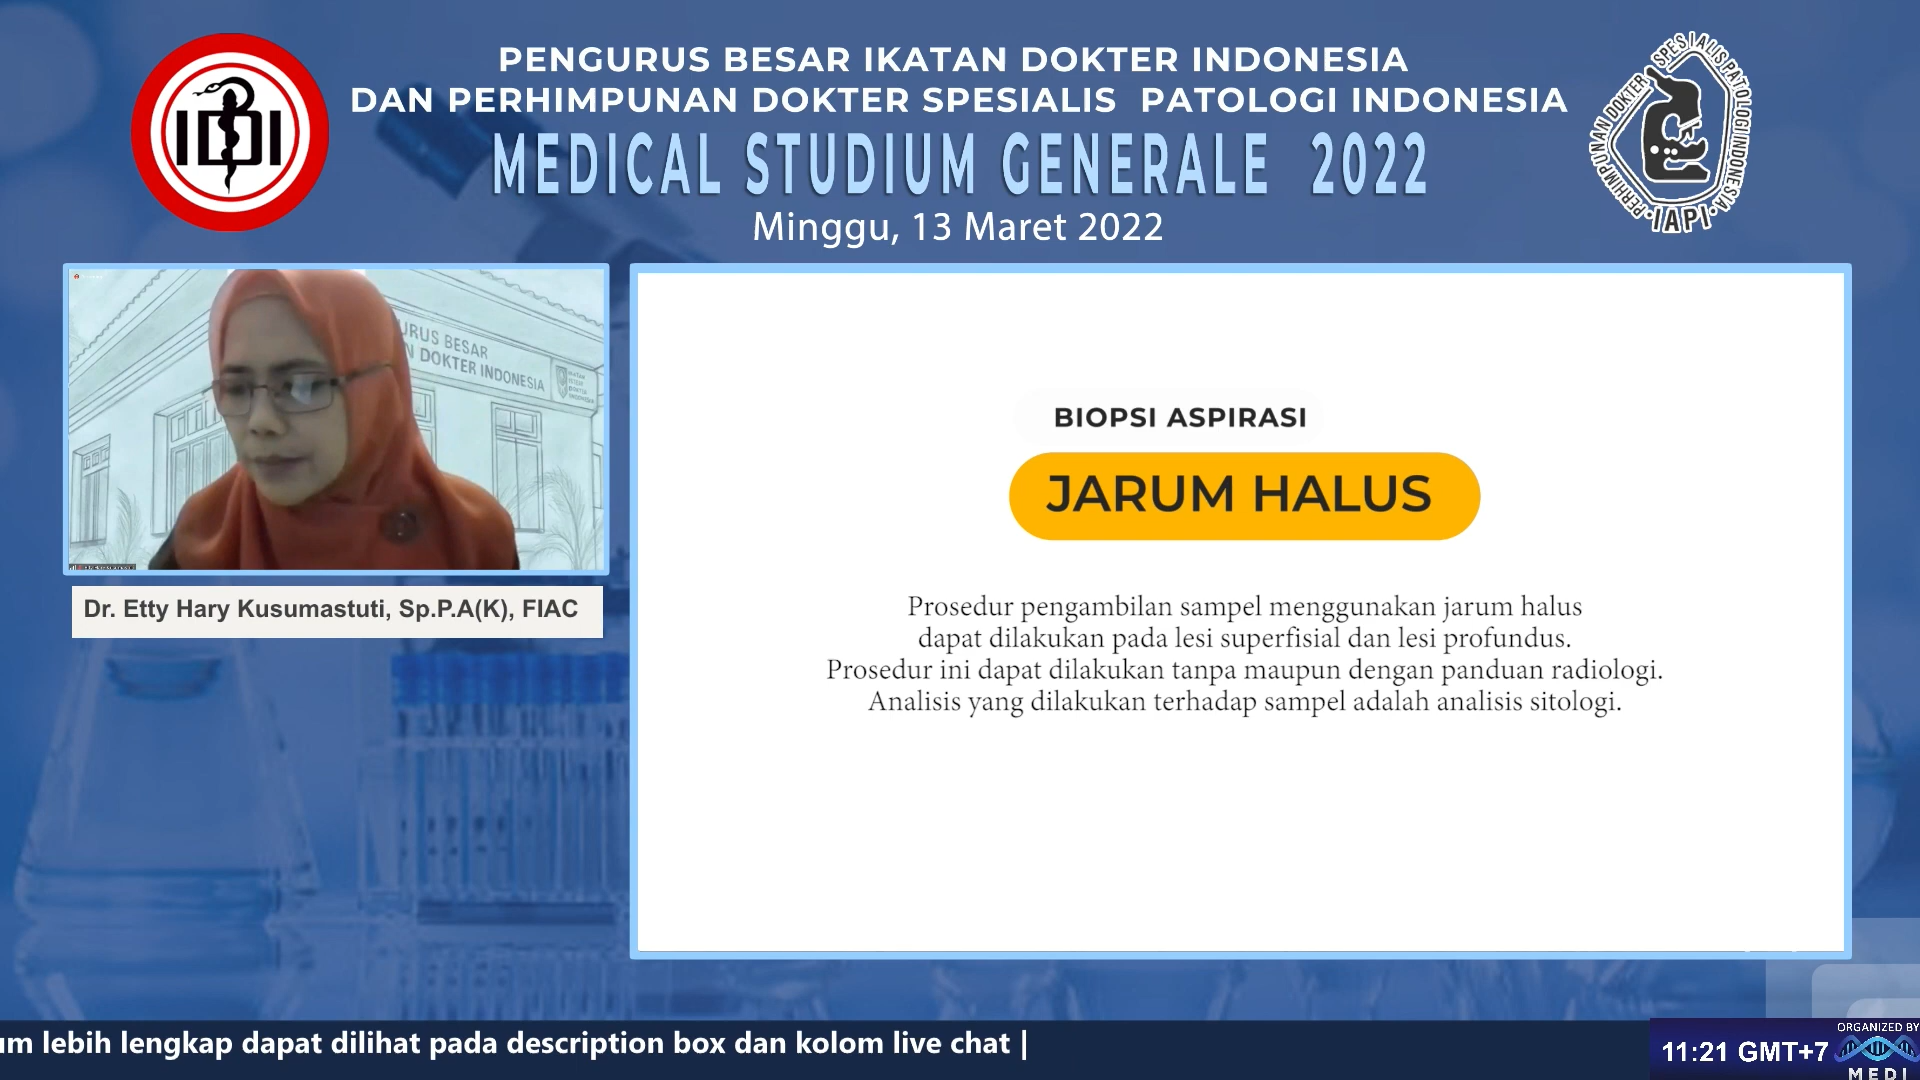 PENGURUS BESAR IKATAN DOKTER INDONESIA
DAN PERHIMPUNAN DOKTER SPESIALIS PATOLOGI INDONESIA
MEDICAL STUDIUM GENERALE 2022
Minggu, 13 Maret 2022
IDI
PERHIMPUNAN DOKTER SPESIALIS PATOLOGI INDONESIA
IAPI
URUS BESAR
N DOKTER INDONESIA
Dr. Etty Hary Kusumastuti, Sp.P.A(K), FIAC
BIOPSI ASPIRASI
JARUM HALUS
Prosedur pengambilan sampel menggunakan jarum halus
dapat dilakukan pada lesi superfisial dan lesi profundus.
Prosedur ini dapat dilakukan tanpa maupun dengan panduan radiologi.
Analisis yang dilakukan terhadap sampel adalah analisis sitologi.
um lebih lengkap dapat dilihat pada description box dan kolom live chat |
11:21 GMT+7
ORGANIZED BY
MEDI